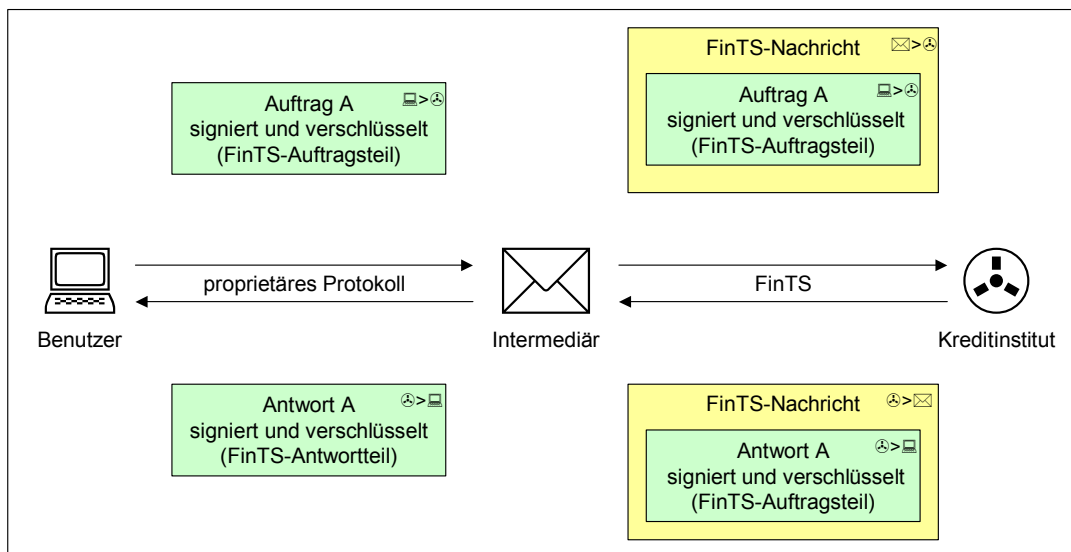 FinTS-Nachricht
Auftrag A
signiert und verschlüsselt
(FinTS-Auftragsteil)
Auftrag A
signiert und verschlüsselt
(FinTS-Auftragsteil)
proprietäres Protokoll
FinTS
Benutzer
Intermediär
Kreditinstitut
Antwort A
signiert und verschlüsselt
(FinTS-Antwortteil)
FinTS-Nachricht
Antwort A
signiert und verschlüsselt
(FinTS-Auftragsteil)